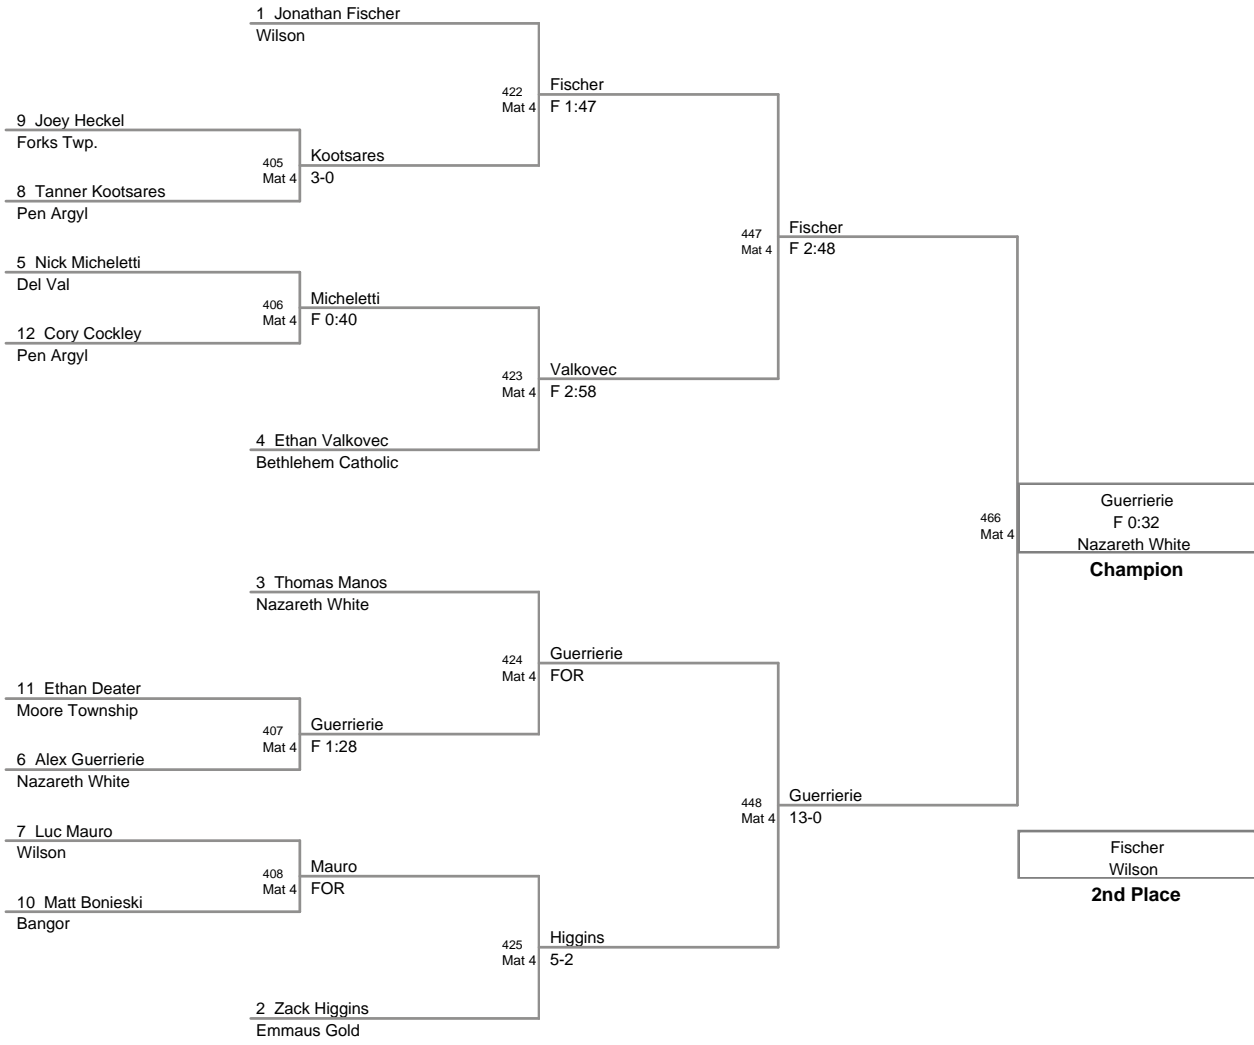 1 Jonathan Fischer
Wilson
422
Mat 4
Fischer
F 1:47
9 Joey Heckel
Forks Twp.
405
Mat 4
Kootsares
3-0
8 Tanner Kootsares
Pen Argyl
447
Mat 4
Fischer
F 2:48
5 Nick Micheletti
Del Val
406
Mat 4
Micheletti
F 0:40
12 Cory Cockley
Pen Argyl
423
Mat 4
Valkovec
F 2:58
4 Ethan Valkovec
Bethlehem Catholic
466
Mat 4
Guerrierie
F 0:32
Nazareth White
Champion
3 Thomas Manos
Nazareth White
424
Mat 4
Guerrierie
FOR
11 Ethan Deater
Moore Township
407
Mat 4
Guerrierie
F 1:28
6 Alex Guerrierie
Nazareth White
448
Mat 4
Guerrierie
13-0
7 Luc Mauro
Wilson
408
Mat 4
Mauro
FOR
10 Matt Bonieski
Bangor
Fischer
Wilson
2nd Place
425
Mat 4
Higgins
5-2
2 Zack Higgins
Emmaus Gold